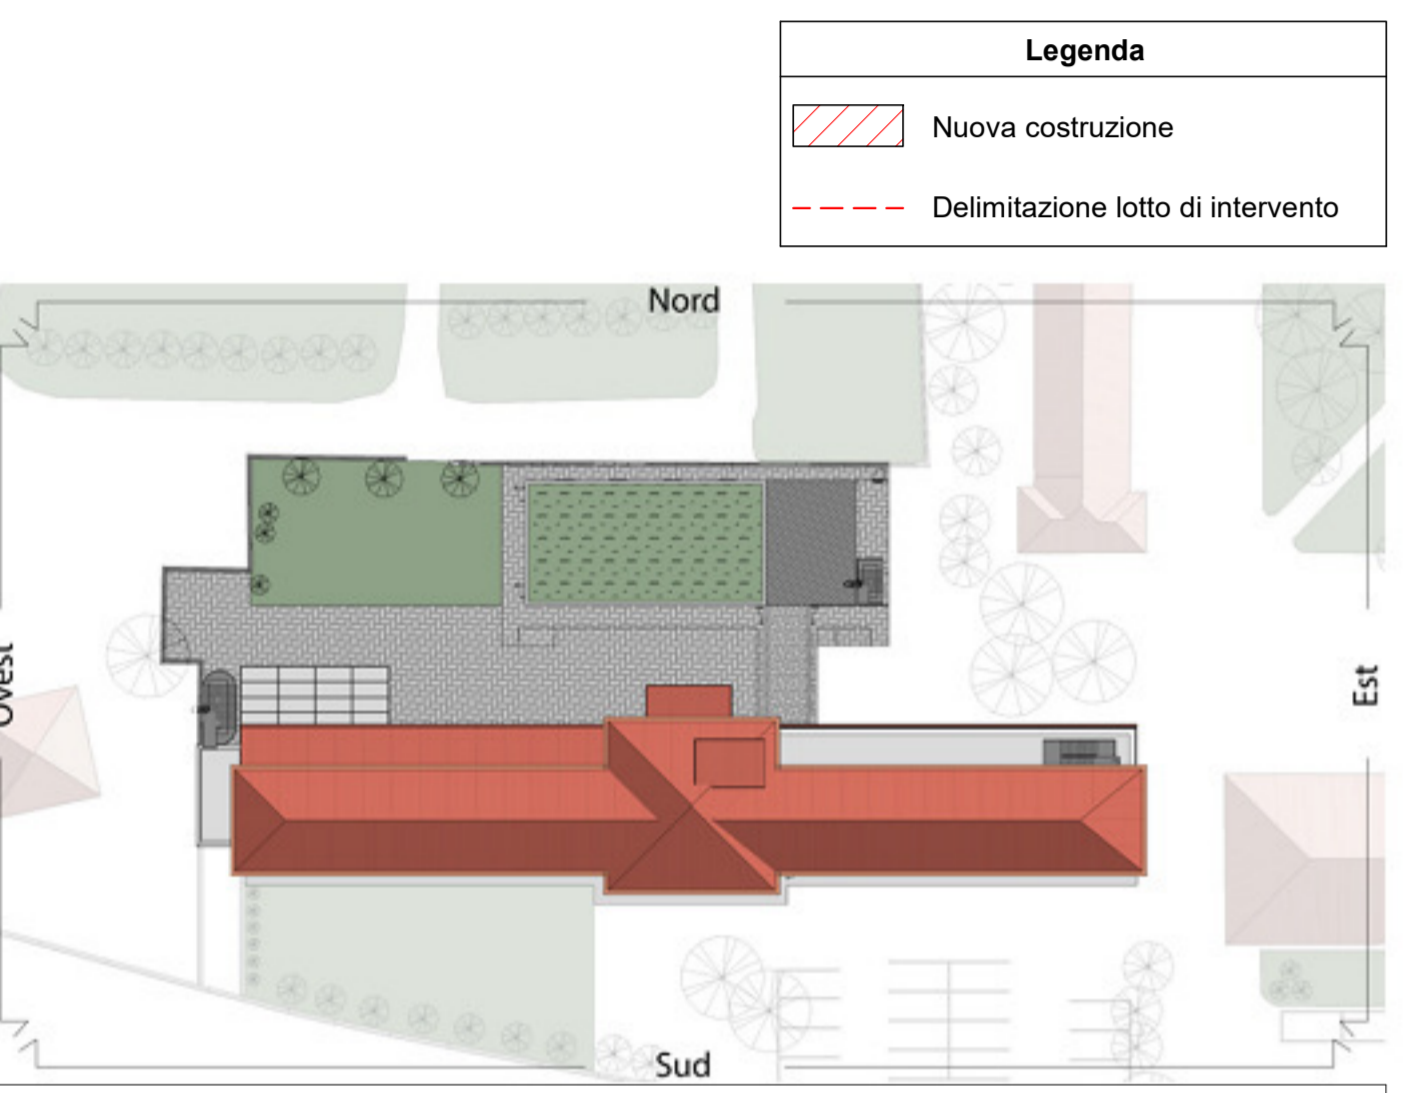 Legenda
Nuova costruzione
Delimitazione lotto di intervento
Nord
Ovest
Est
Sud